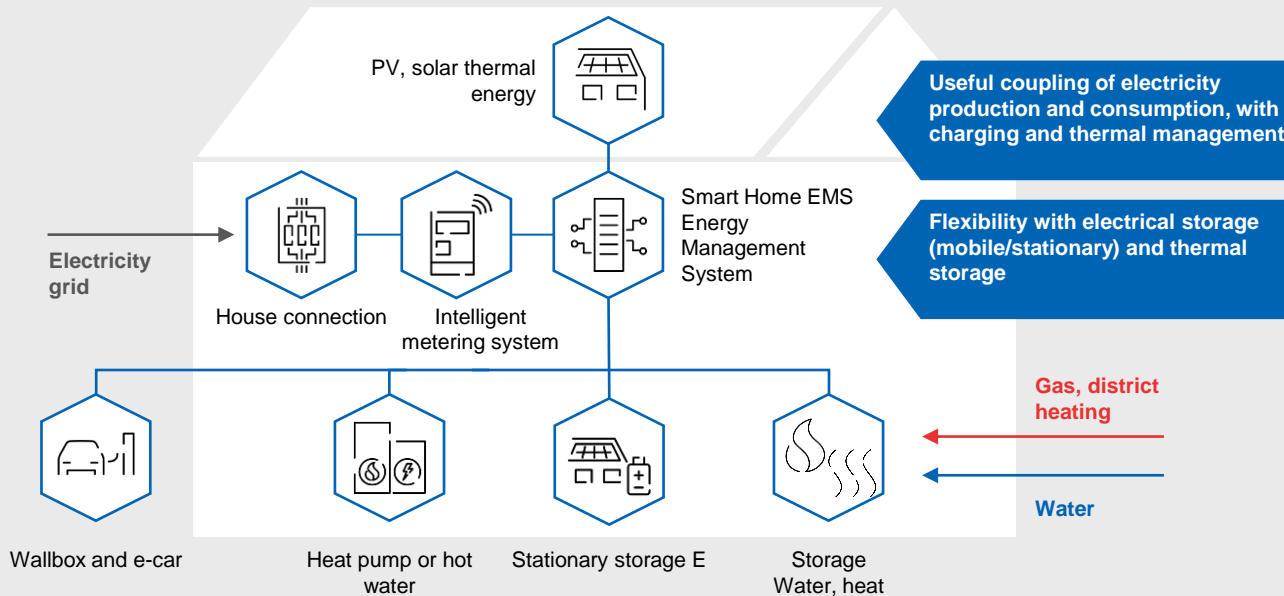 PV, solar thermal
energy
Useful coupling of electricity
production and consumption, with
charging and thermal management
Smart Home EMS
Energy
Management
System
Flexibility with electrical storage
(mobile/stationary) and thermal
storage
Electricity
grid
House connection
Intelligent
metering system
Gas, district
heating
Water
Wallbox and e-car
Heat pump or hot
water
Stationary storage E
Storage
Water, heat